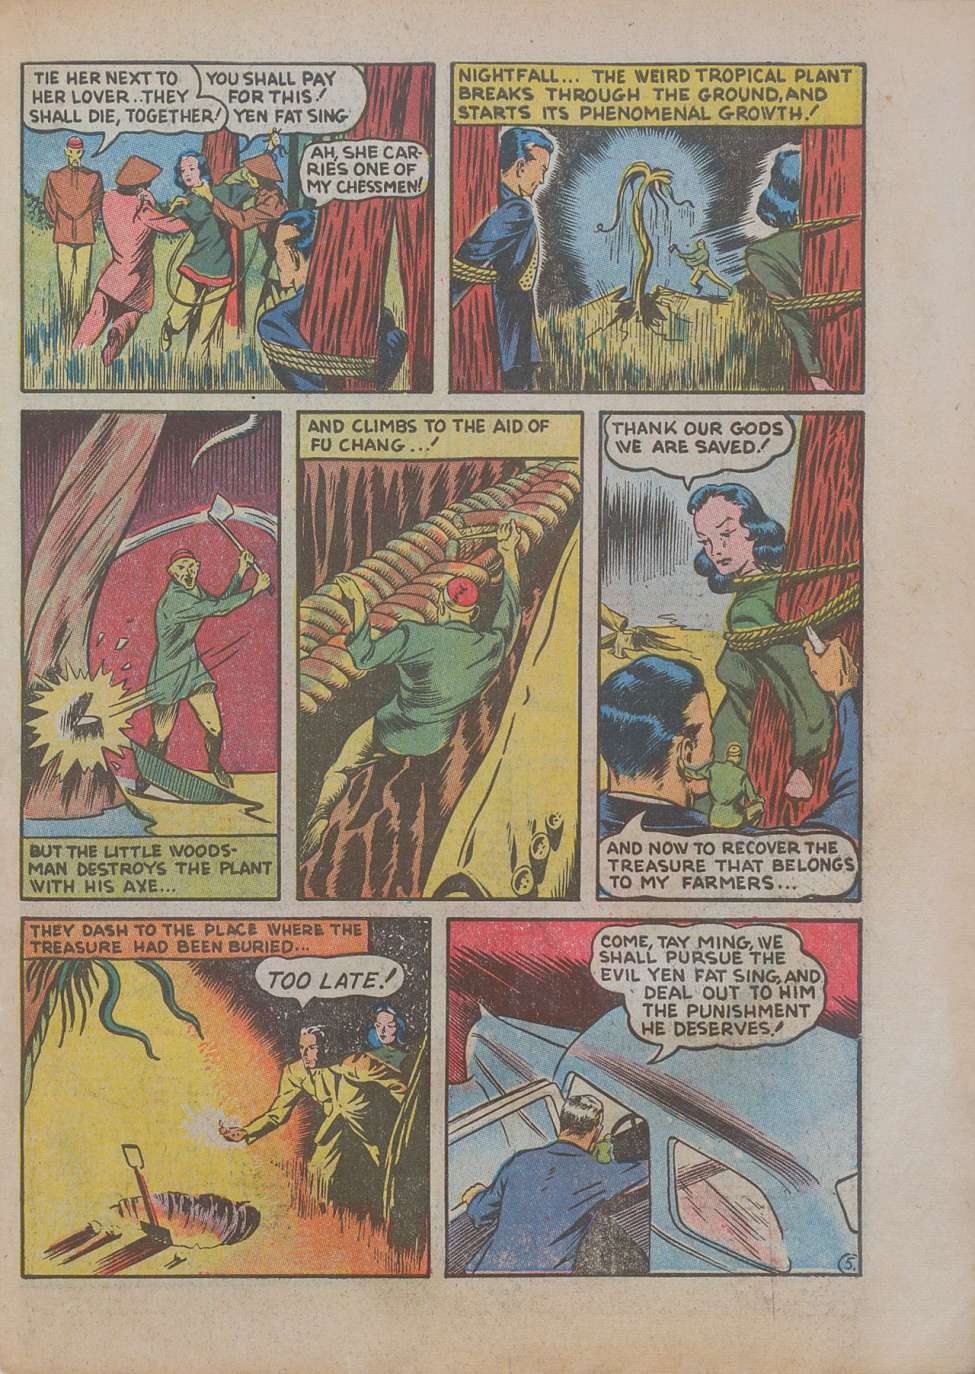 TIE HER NEXT TO
HER LOVER..THEY
SHALL DIE, TOGETHER!
YOU SHALL PAY
FOR THIS!
YEN FAT SING
AH, SHE CAR-
RIES ONE OF
MY CHESSMEN!
NIGHTFALL... THE WEIRD TROPICAL PLANT
BREAKS THROUGH THE GROUND, AND
STARTS ITS PHENOMENAL GROWTH!
BUT THE LITTLE WOODS-
MAN DESTROYS THE PLANT
WITH HIS AXE...
AND CLIMBS TO THE AID OF
FU CHANG...!
THANK OUR GODS
WE ARE SAVED!
AND NOW TO RECOVER THE
TREASURE THAT BELONGS
TO MY FARMERS...
THEY DASH TO THE PLACE WHERE THE
TREASURE HAD BEEN BURIED...
TOO LATE!
COME, TAY MING, WE
SHALL PURSUE THE
EVIL YEN FAT SING, AND
DEAL OUT TO HIM
THE PUNISHMENT
HE DESERVES!
5.